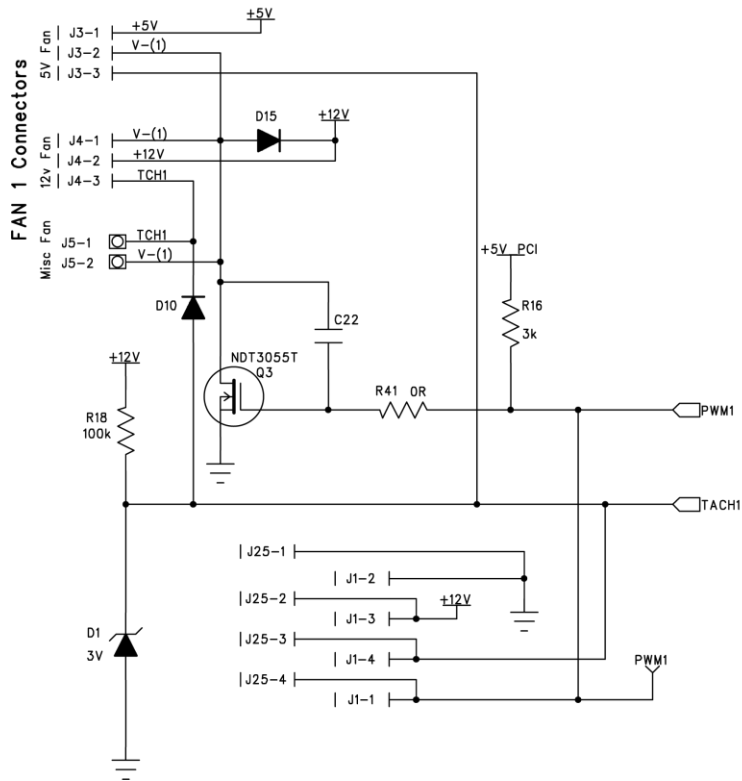 FAN 1 Connectors
5V Fan
J3-1 +5V +5V
J3-2 V-(1)
J3-3
12v Fan
J4-1 V-(1) D15 +12V
J4-2 +12V
J4-3 TCH1
Misc Fan
J5-1 TCH1
J5-2 V-(1)
+5V PCI
D10
C22
R16
3k
NDT3055T
Q3
+12V
R18
100k
R41 0R
PWM1
TACH1
J25-1
J1-2
J25-2
J1-3 +12V
J25-3
J1-4
J25-4
J1-1
PWM1
D1
3V